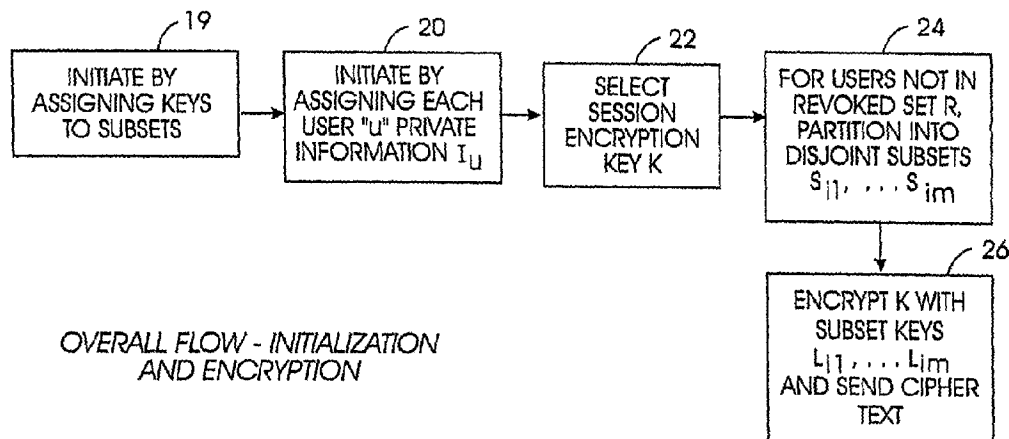 19
INITIATE BY
ASSIGNING KEYS
TO SUBSETS
20
INITIATE BY
ASSIGNING EACH
USER "u" PRIVATE
INFORMATION Iu
22
SELECT
SESSION
ENCRYPTION
KEY K
24
FOR USERS NOT IN
REVOKED SET R,
PARTITION INTO
DISJOINT SUBSETS
Si1, . . . Sim
26
ENCRYPT K WITH
SUBSET KEYS
Li1, . . . Lim
AND SEND CIPHER
TEXT
OVERALL FLOW - INITIALIZATION
AND ENCRYPTION